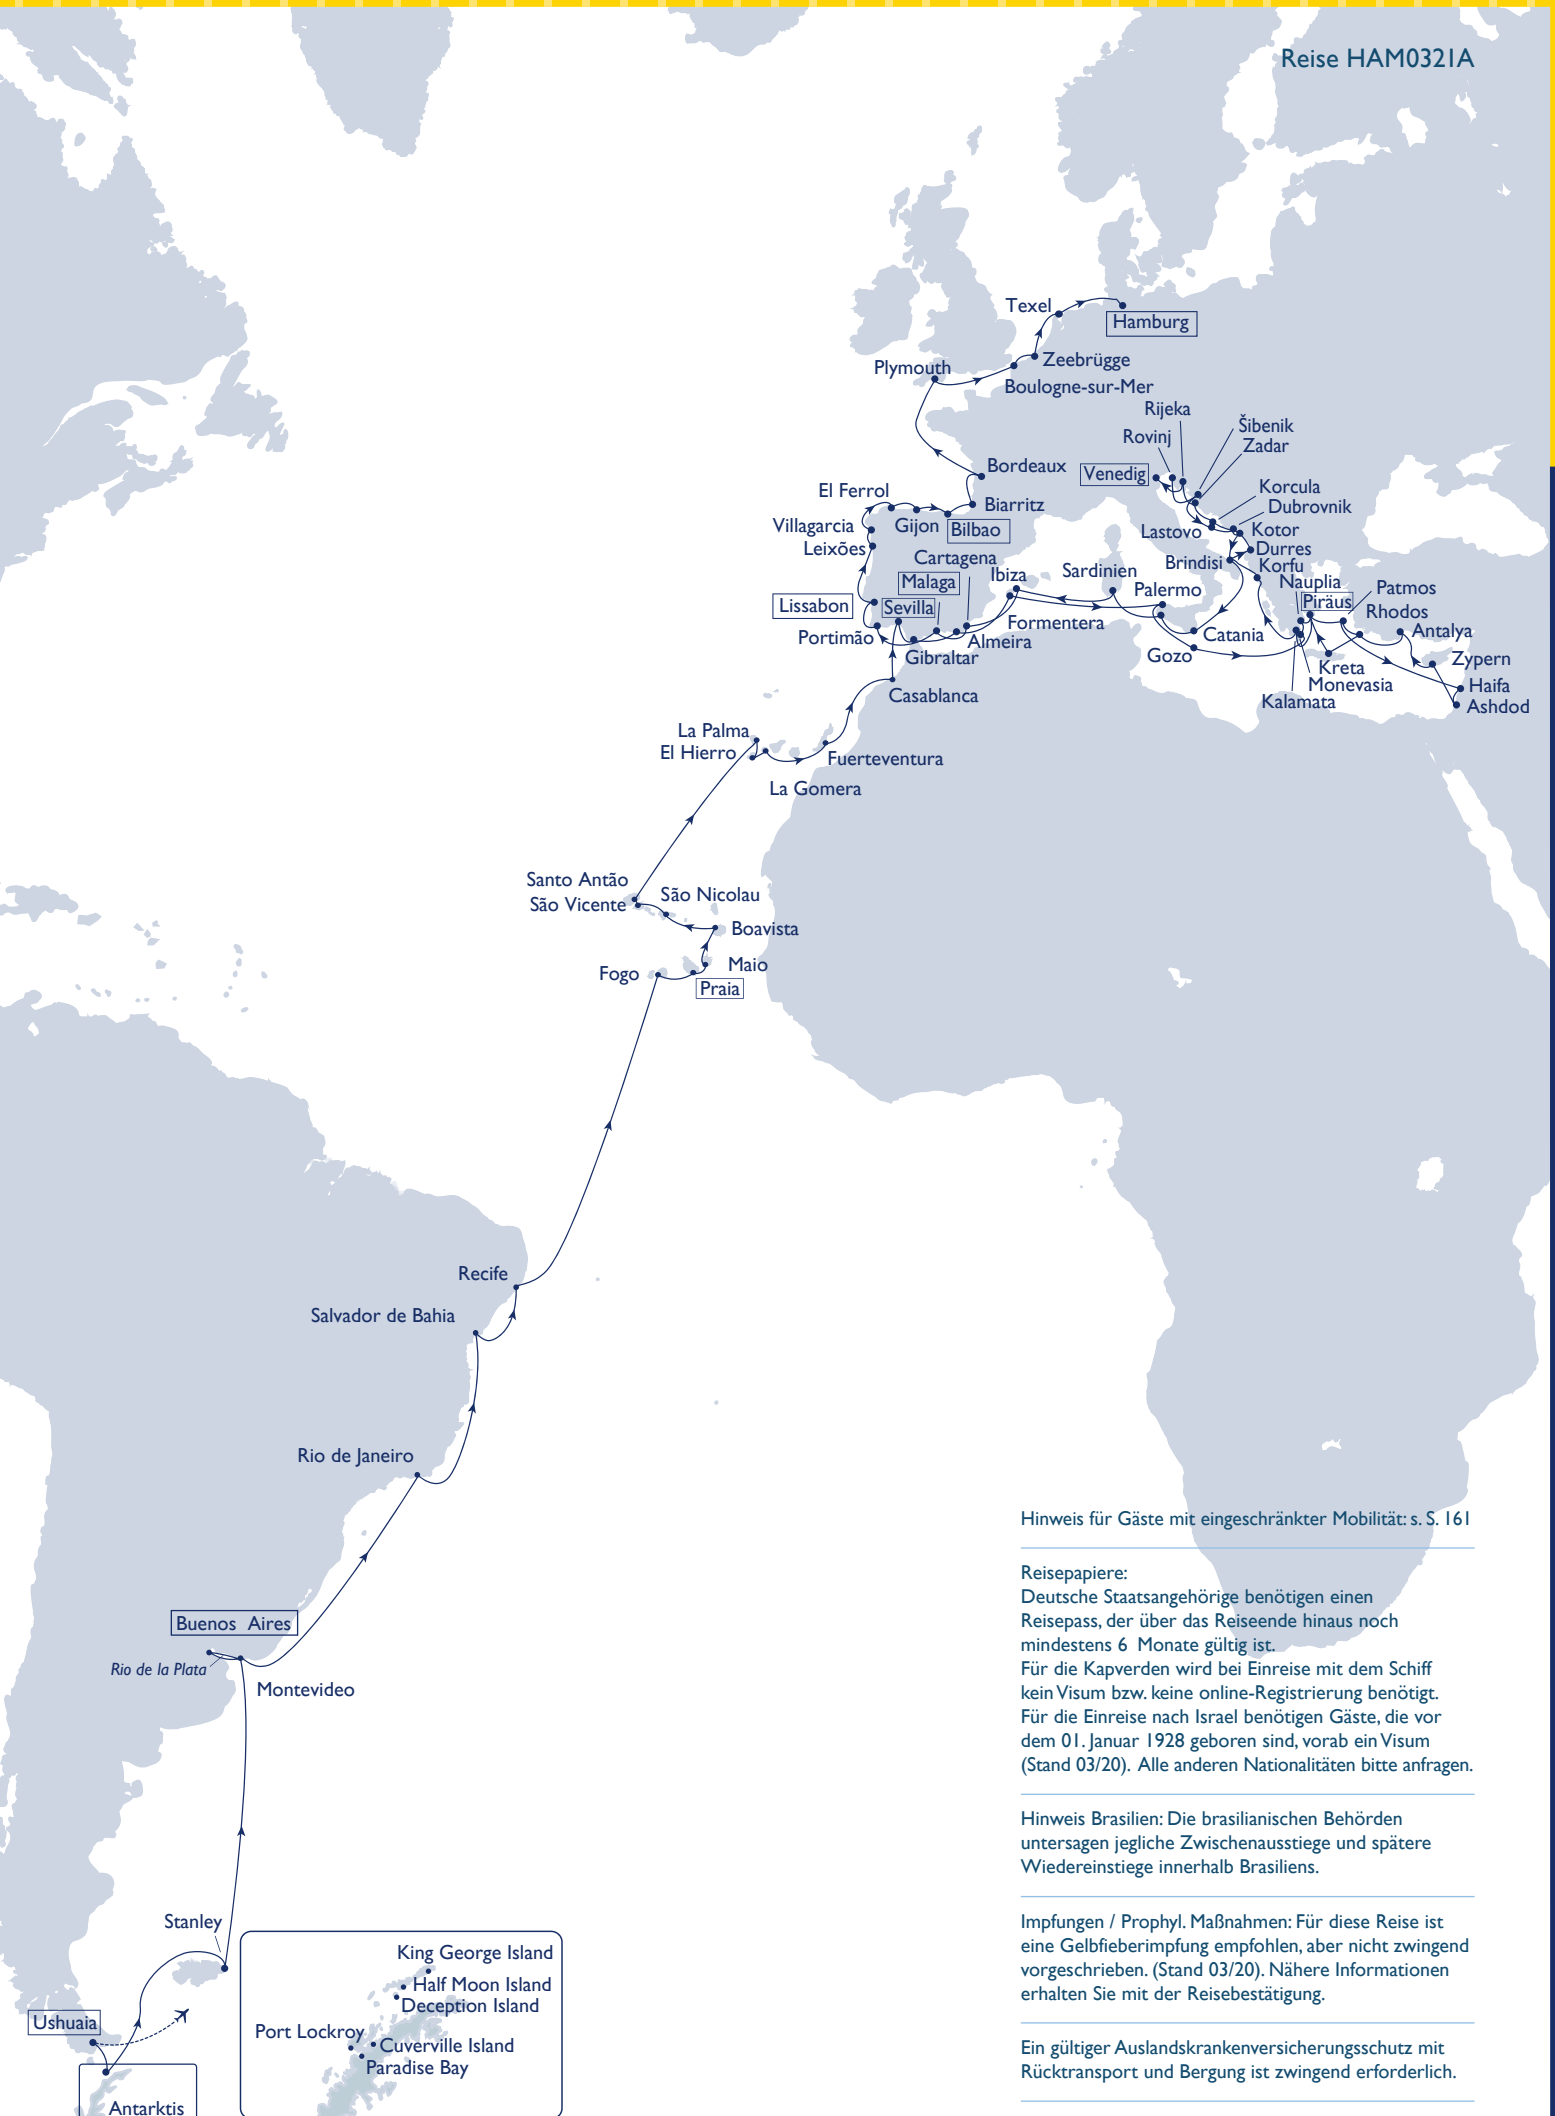 Reise HAM0321A
Texel
Hamburg
Zeebrügge
Plymouth
Boulogne-sur-Mer
Rijeka
Šibenik
Rovinj
Zadar
Bordeaux
Venedig
El Ferrol
Korcula
Biarritz
Dubrovnik
Villagarcia
Gijon
Bilbao
Lastovo
Kotor
Leixões
Cartagena
Durres
Brindisi
Korfu
Malaga
Ibiza
Sardinien
Nauplia
Patmos
Palermo
Piräus
Lissabon
Sevilla
Rhodos
Formentera
Portimão
Almeira
Catania
Antalya
Gibraltar
Gozo
Zypern
Kreta
Monevasia
Haifa
Casablanca
Kalamata
Ashdod
La Palma
El Hierro
Fuerteventura
La Gomera
Santo Antão
São Nicolau
São Vicente
Boavista
Maio
Fogo
Praia
Recife
Salvador de Bahia
Rio de Janeiro
Buenos Aires
Rio de la Plata
Montevideo
Stanley
King George Island
Half Moon Island
Deception Island
Ushuaia
Port Lockroy
Cuverville Island
Paradise Bay
Antarktis
Hinweis für Gäste mit eingeschränkter Mobilität: s. S. 161
Reisepapiere:
Deutsche Staatsangehörige benötigen einen
Reisepass, der über das Reiseende hinaus noch
mindestens 6 Monate gültig ist.
Für die Kapverden wird bei Einreise mit dem Schiff
kein Visum bzw. keine online-Registrierung benötigt.
Für die Einreise nach Israel benötigen Gäste, die vor
dem 01. Januar 1928 geboren sind, vorab ein Visum
(Stand 03/20). Alle anderen Nationalitäten bitte anfragen.
Hinweis Brasilien: Die brasilianischen Behörden
untersagen jegliche Zwischenausstiege und spätere
Wiedereinstiege innerhalb Brasiliens.
Impfungen / Prophyl. Maßnahmen: Für diese Reise ist
eine Gelbfieberimpfung empfohlen, aber nicht zwingend
vorgeschrieben. (Stand 03/20). Nähere Informationen
erhalten Sie mit der Reisebestätigung.
Ein gültiger Auslandskrankenversicherungsschutz mit
Rücktransport und Bergung ist zwingend erforderlich.